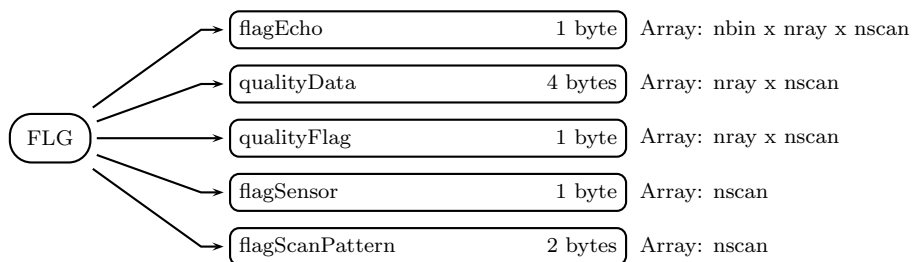 flagEcho 1 byte Array: nbin x nray x nscan
qualityData 4 bytes Array: nray x nscan
FLG
qualityFlag 1 byte Array: nray x nscan
flagSensor 1 byte Array: nscan
flagScanPattern 2 bytes Array: nscan